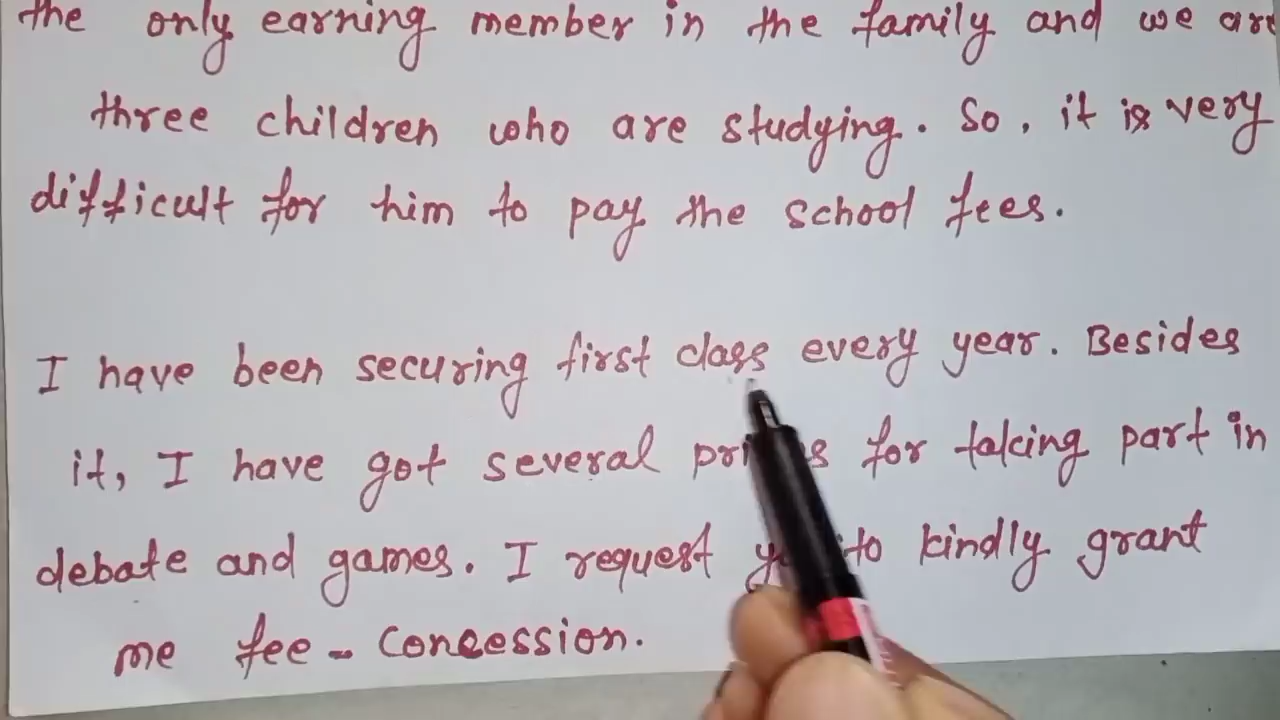 the only earning member in the family and we are
three children who are studying. So, it is very
difficult for him to pay the school fees.
I have been securing first class every year. Besides
it, I have got several prizes for taking part in
debate and games. I request you to kindly grant
me fee - concession.